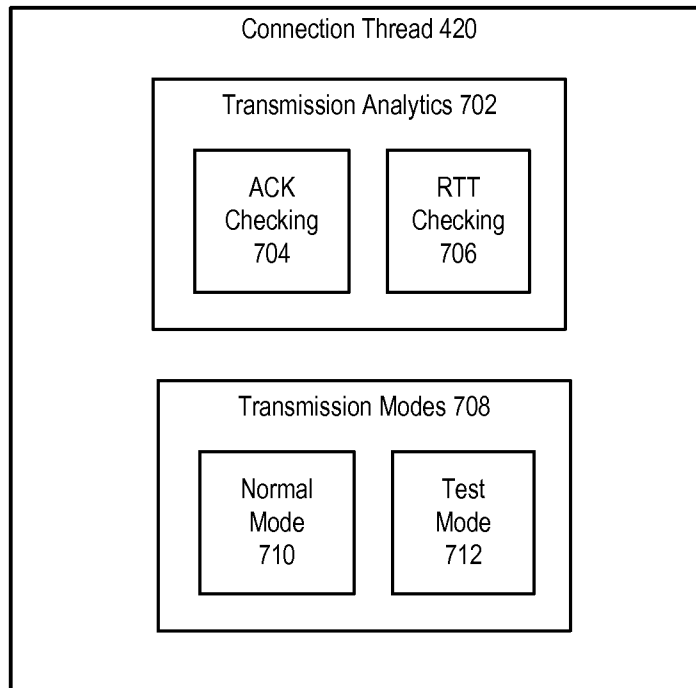 Connection Thread 420
Transmission Analytics 702
ACK
Checking
704
RTT
Checking
706
Transmission Modes 708
Normal
Mode
710
Test
Mode
712